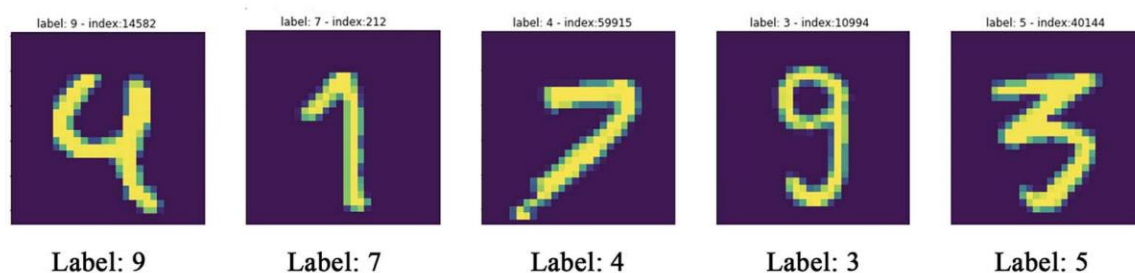 label: 9 - index:14582 label: 7 - index:212 label: 4 - index:59915 label: 3 - index:10994 label: 5 - index:40144
4 1 7 9 3
Label: 9 Label: 7 Label: 4 Label: 3 Label: 5